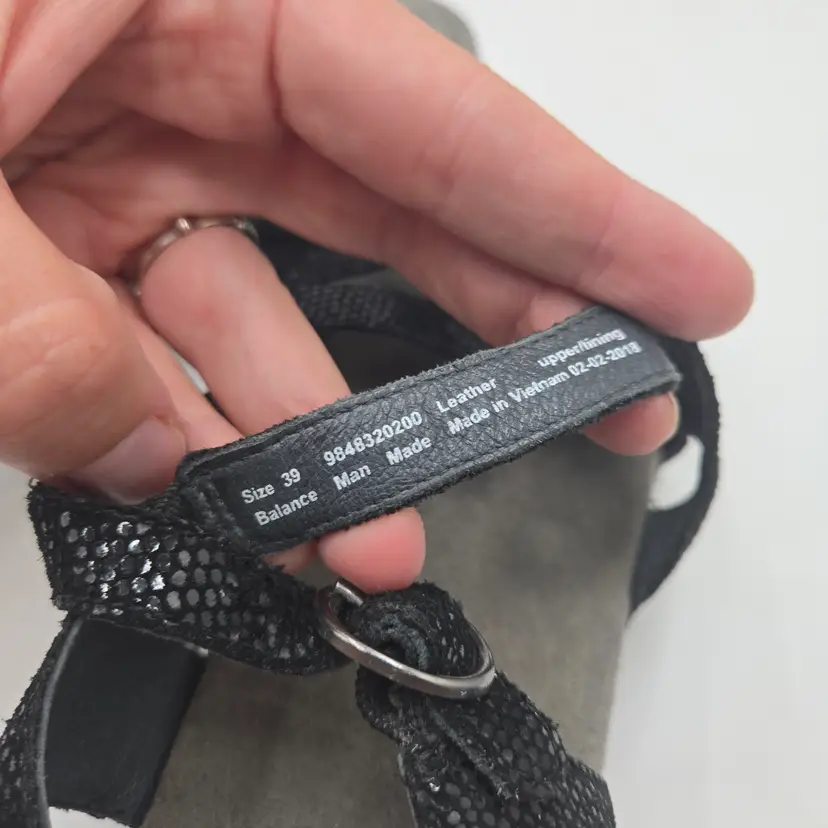 Size 39 9848320200 Leather upper/lining
Balance Man Made Made in Vietnam 02-02-2018